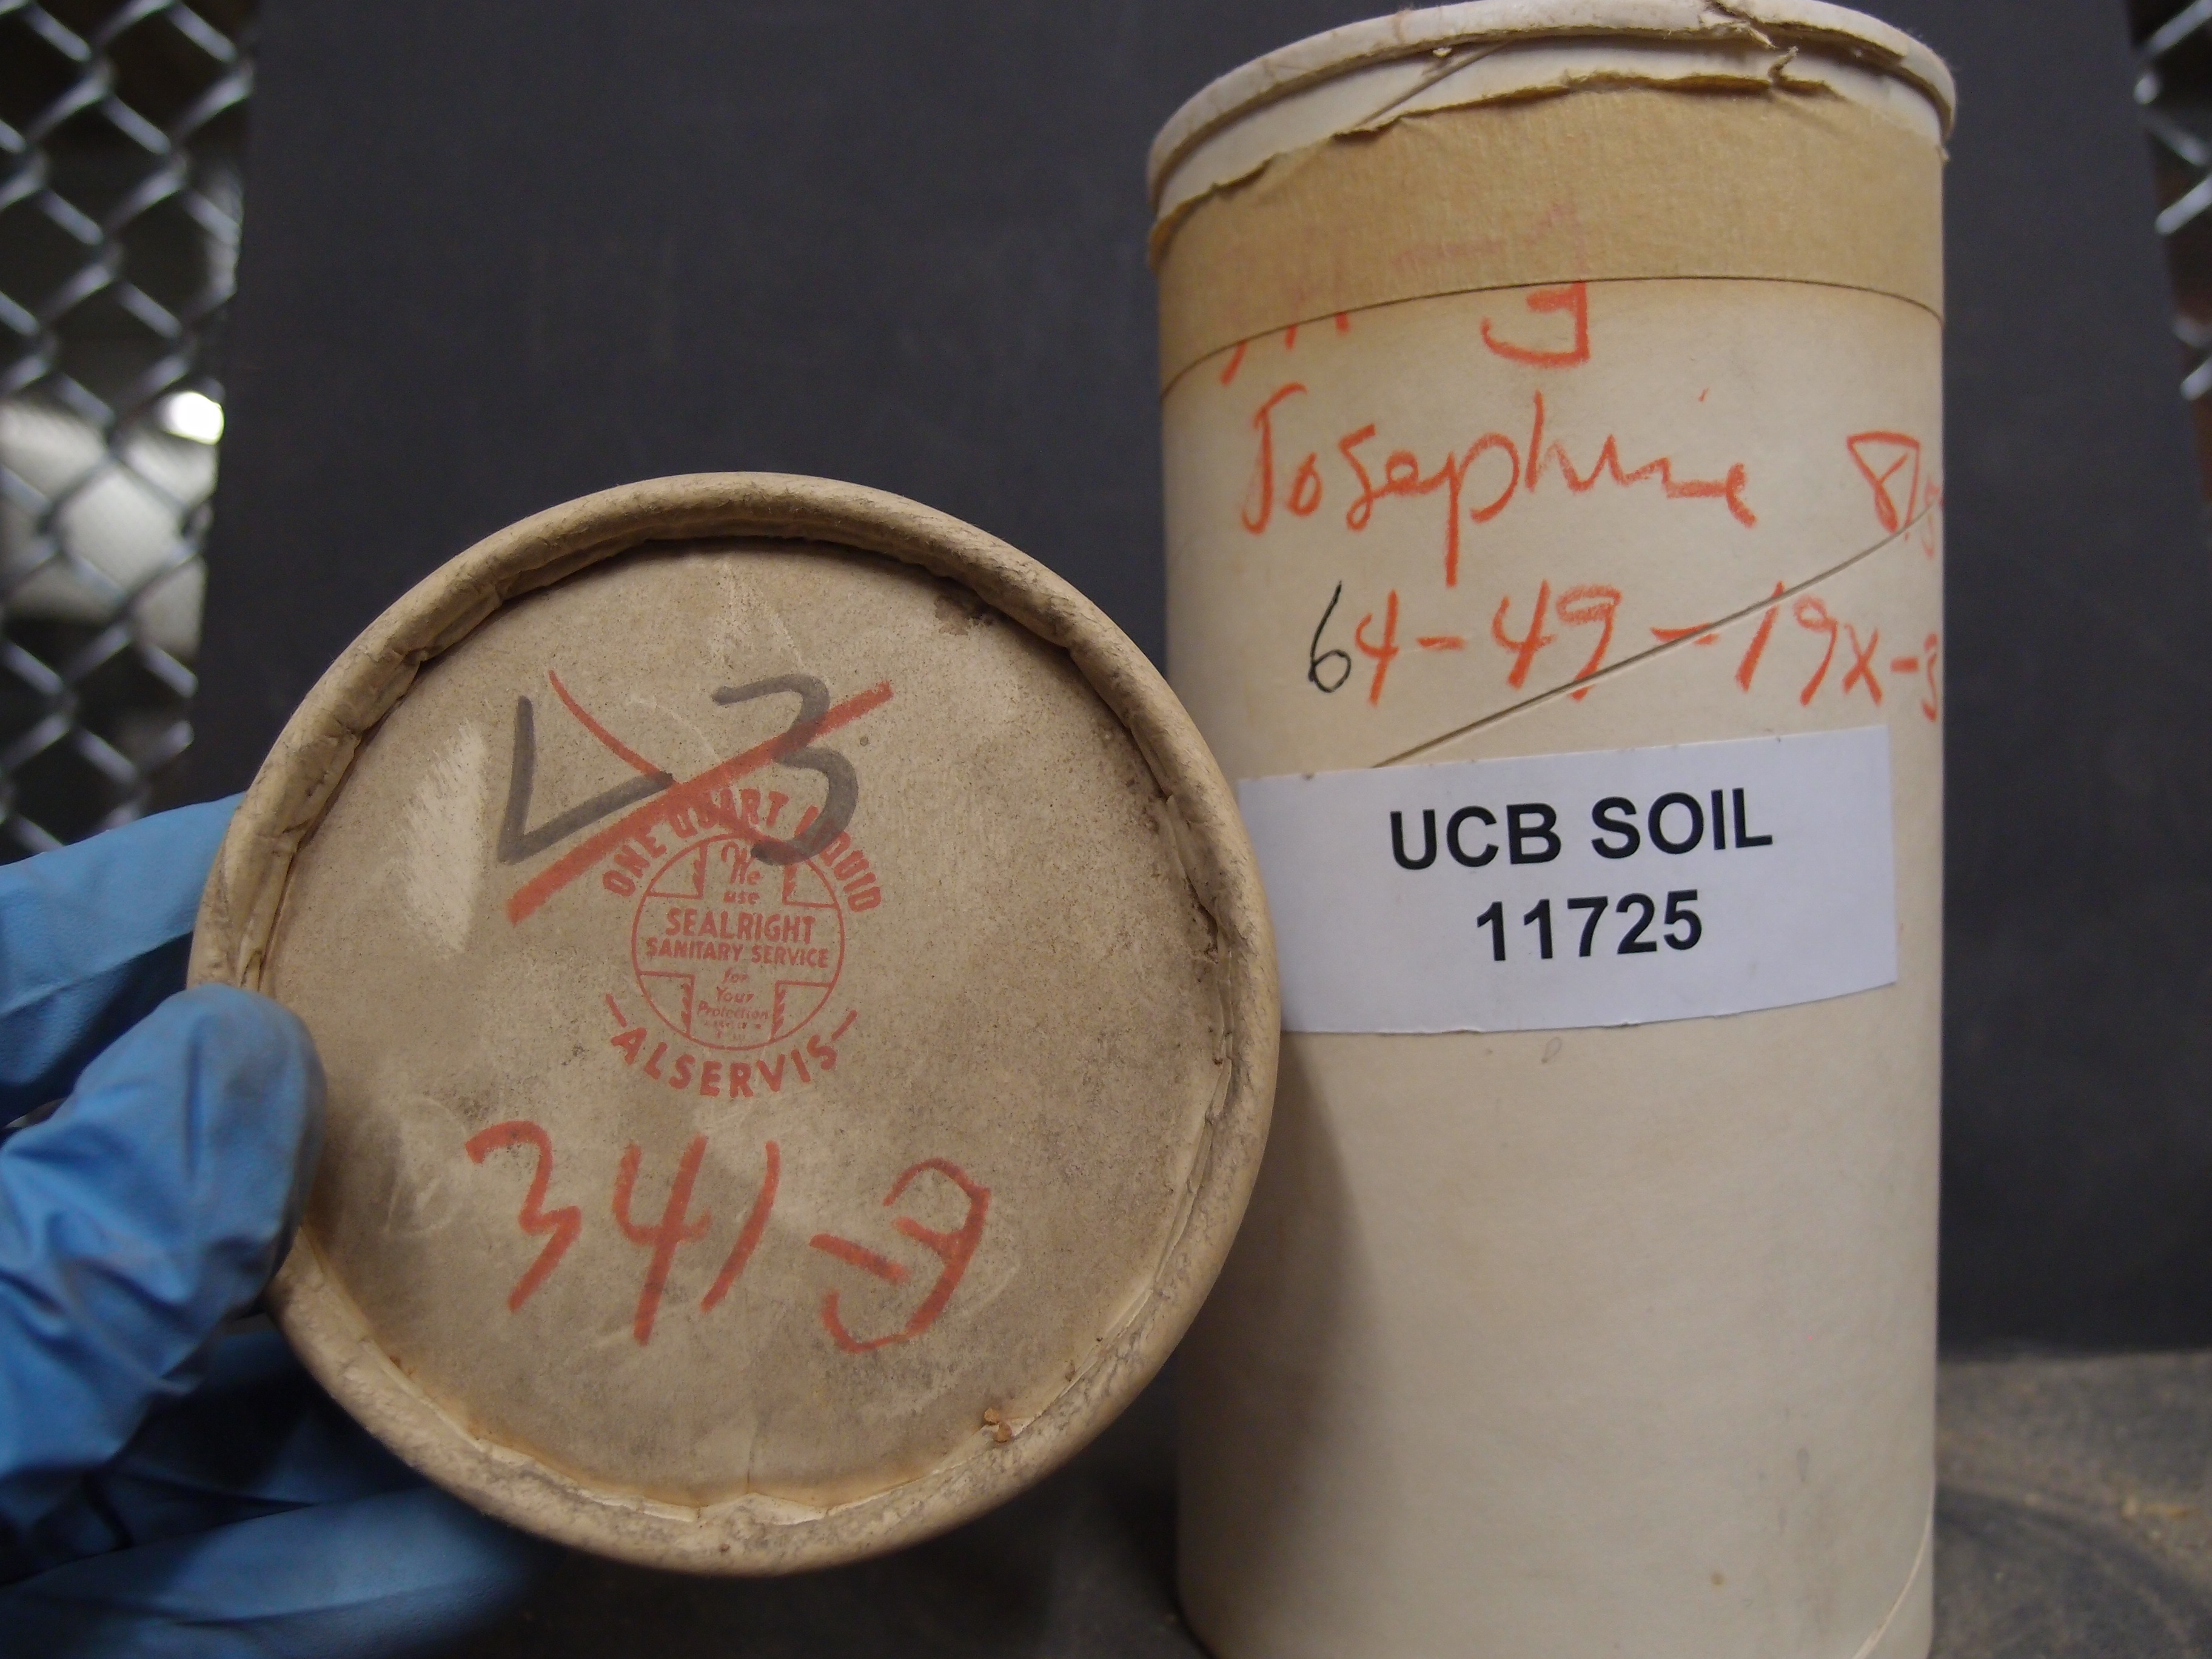 L3
ONE QUART LIQUID
We
use
SEALRIGHT
SANITARY SERVICE
for
Your
Protection
ALSERVIS
341-3
3
Josephine
64-49-19x-3
UCB SOIL
11725